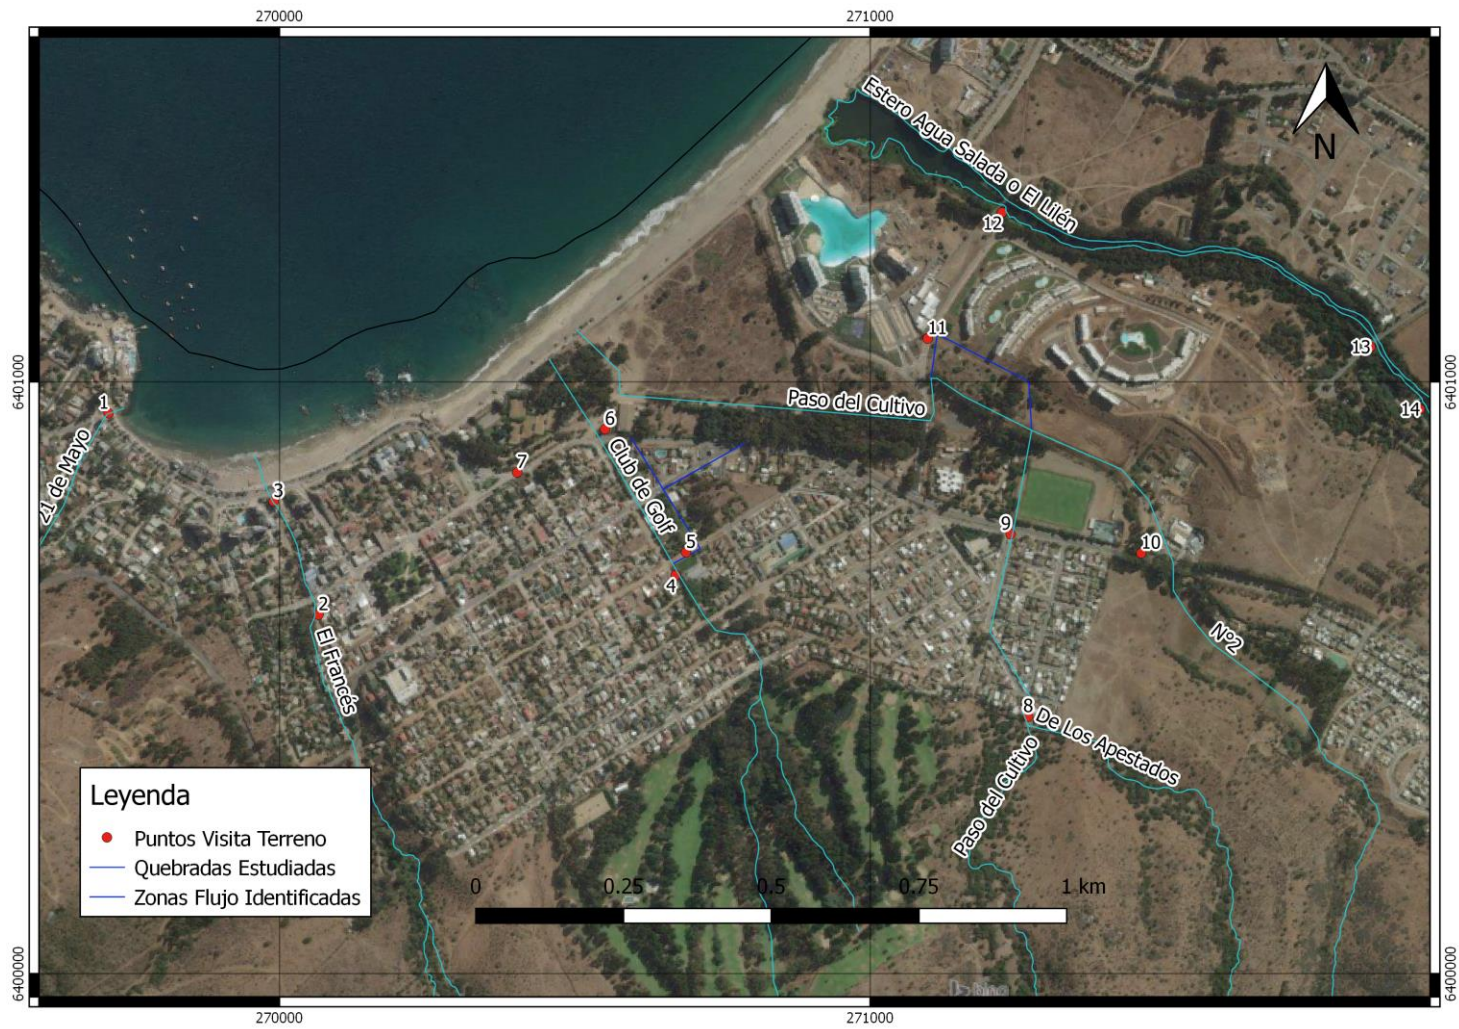 270000
271000
Estero Agua Salada o El Lilén
N
12
11
13
6401000
6401000
1
Paso del Cultivo
14
6
21 de Mayo
7
Club de Golf
3
5
9
10
4
2
El Francés
N°2
8
De Los Apestados
Paso del Cultivo
Leyenda
Puntos Visita Terreno
Quebradas Estudiadas
Zonas Flujo Identificadas
0
0.25
0.5
0.75
1 km
6400000
6400000
bing
270000
271000